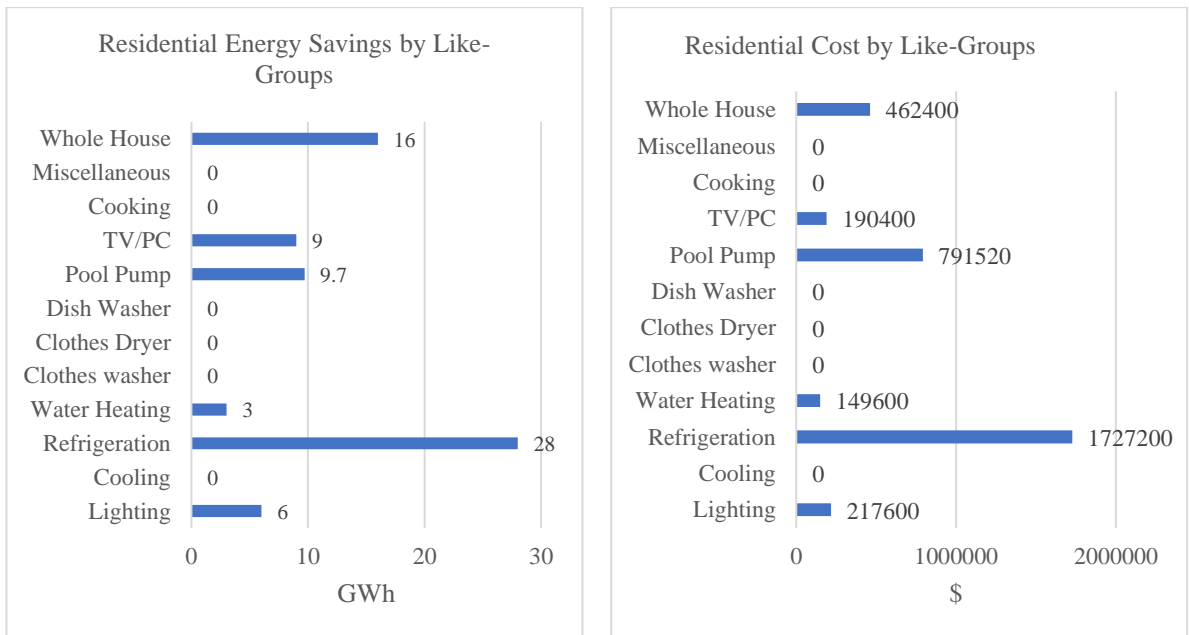 Residential Energy Savings by Like-
Groups
Whole House 16
Miscellaneous 0
Cooking 0
TV/PC 9
Pool Pump 9.7
Dish Washer 0
Clothes Dryer 0
Clothes washer 0
Water Heating 3
Refrigeration 28
Cooling 0
Lighting 6
0 10 20 30
GWh
Residential Cost by Like-Groups
Whole House 462400
Miscellaneous 0
Cooking 0
TV/PC 190400
Pool Pump 791520
Dish Washer 0
Clothes Dryer 0
Clothes washer 0
Water Heating 149600
Refrigeration 1727200
Cooling 0
Lighting 217600
0 1000000 2000000
$